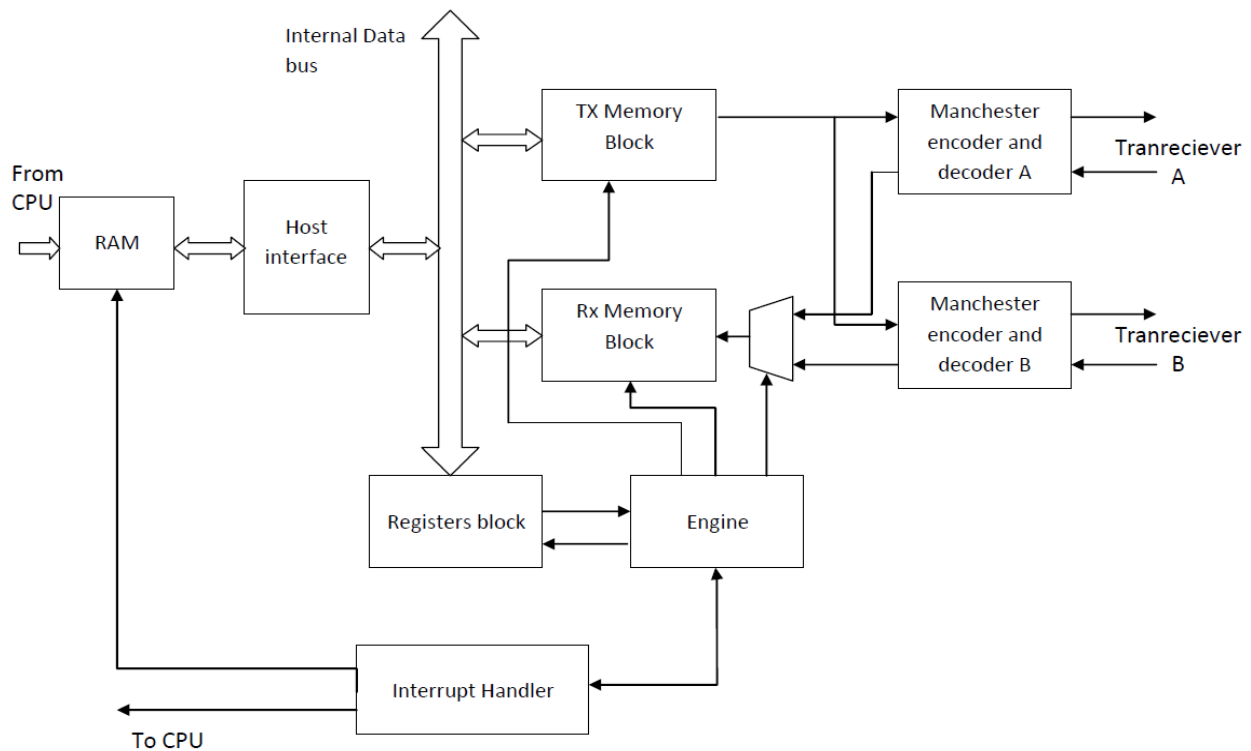 Internal Data
bus
TX Memory
Block
Manchester
encoder and
decoder A
Tranreciever
A
From
CPU
RAM
Host
interface
Rx Memory
Block
Manchester
encoder and
decoder B
Tranreciever
B
Registers block
Engine
Interrupt Handler
To CPU